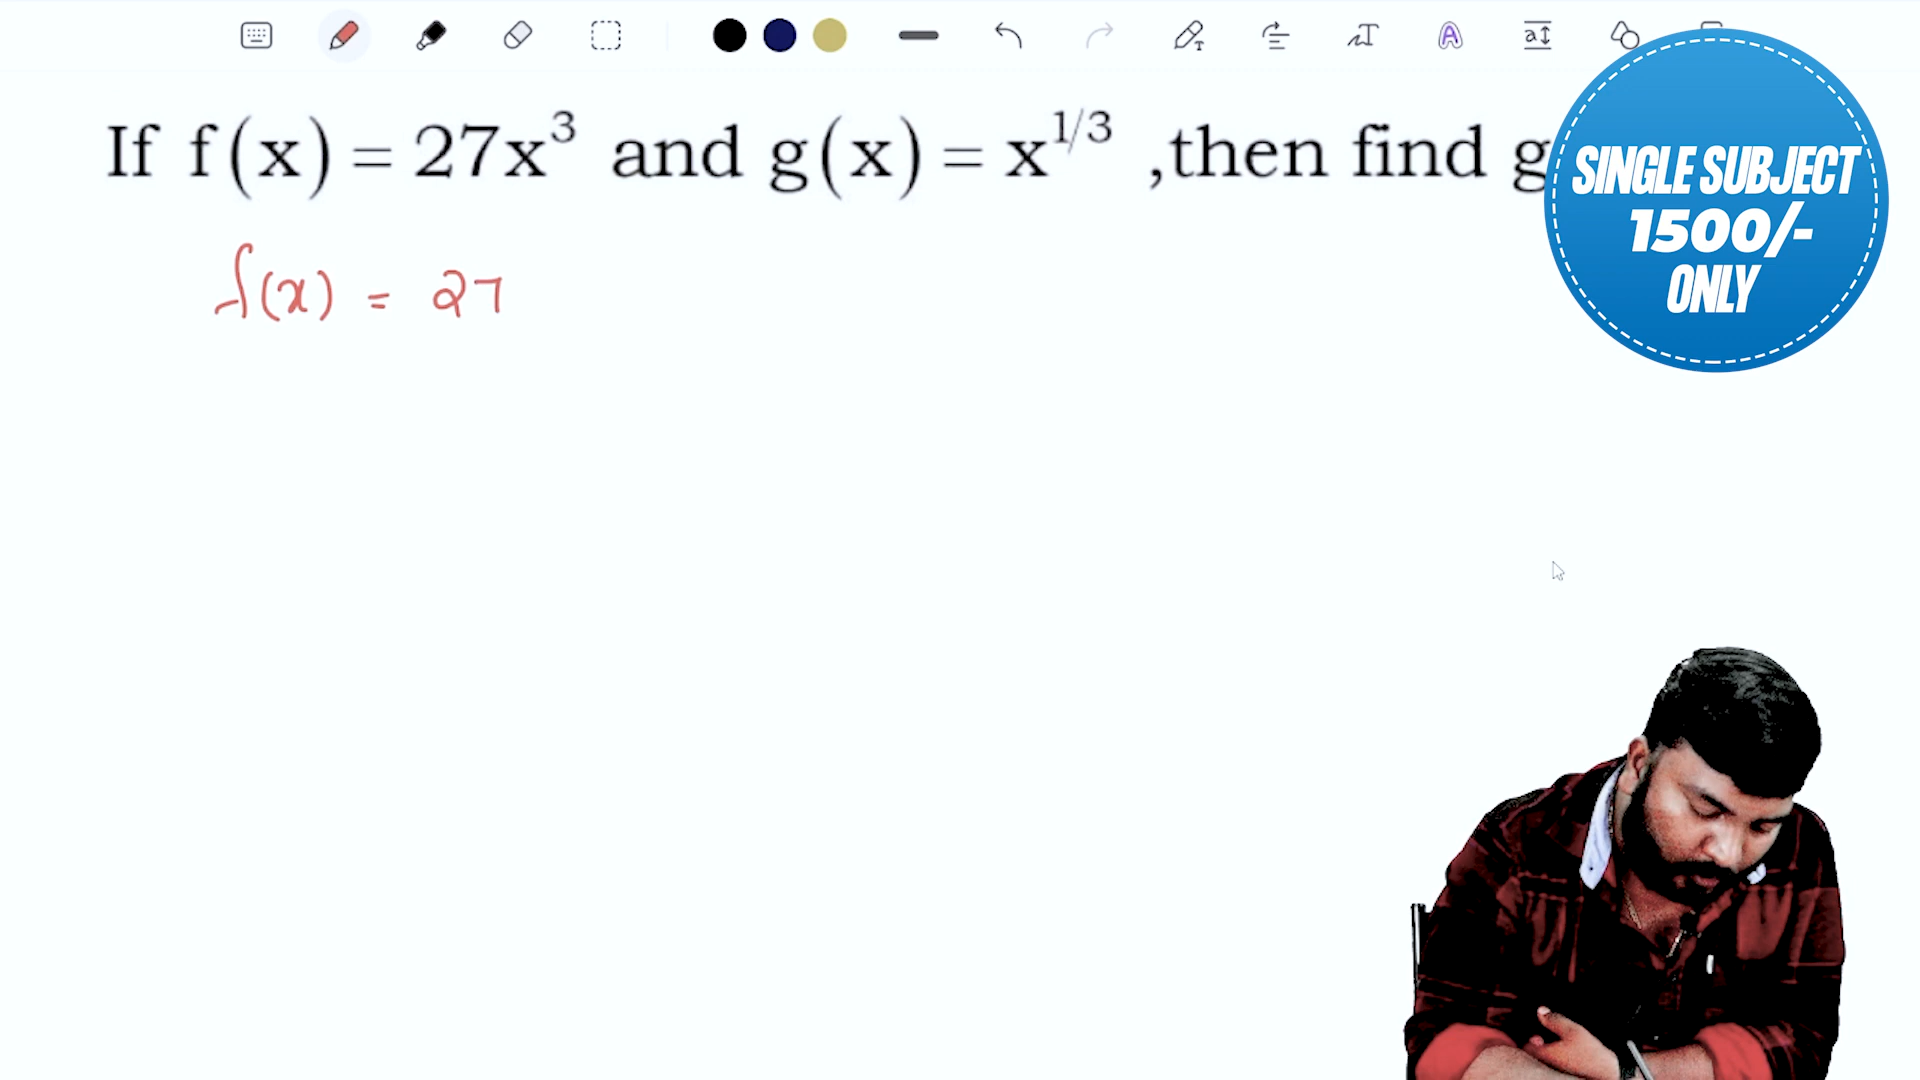 If f(x) = 27x³ and g(x) = x^1/3 ,then find g
SINGLE SUBJECT
1500/-
ONLY
f(x) = 27